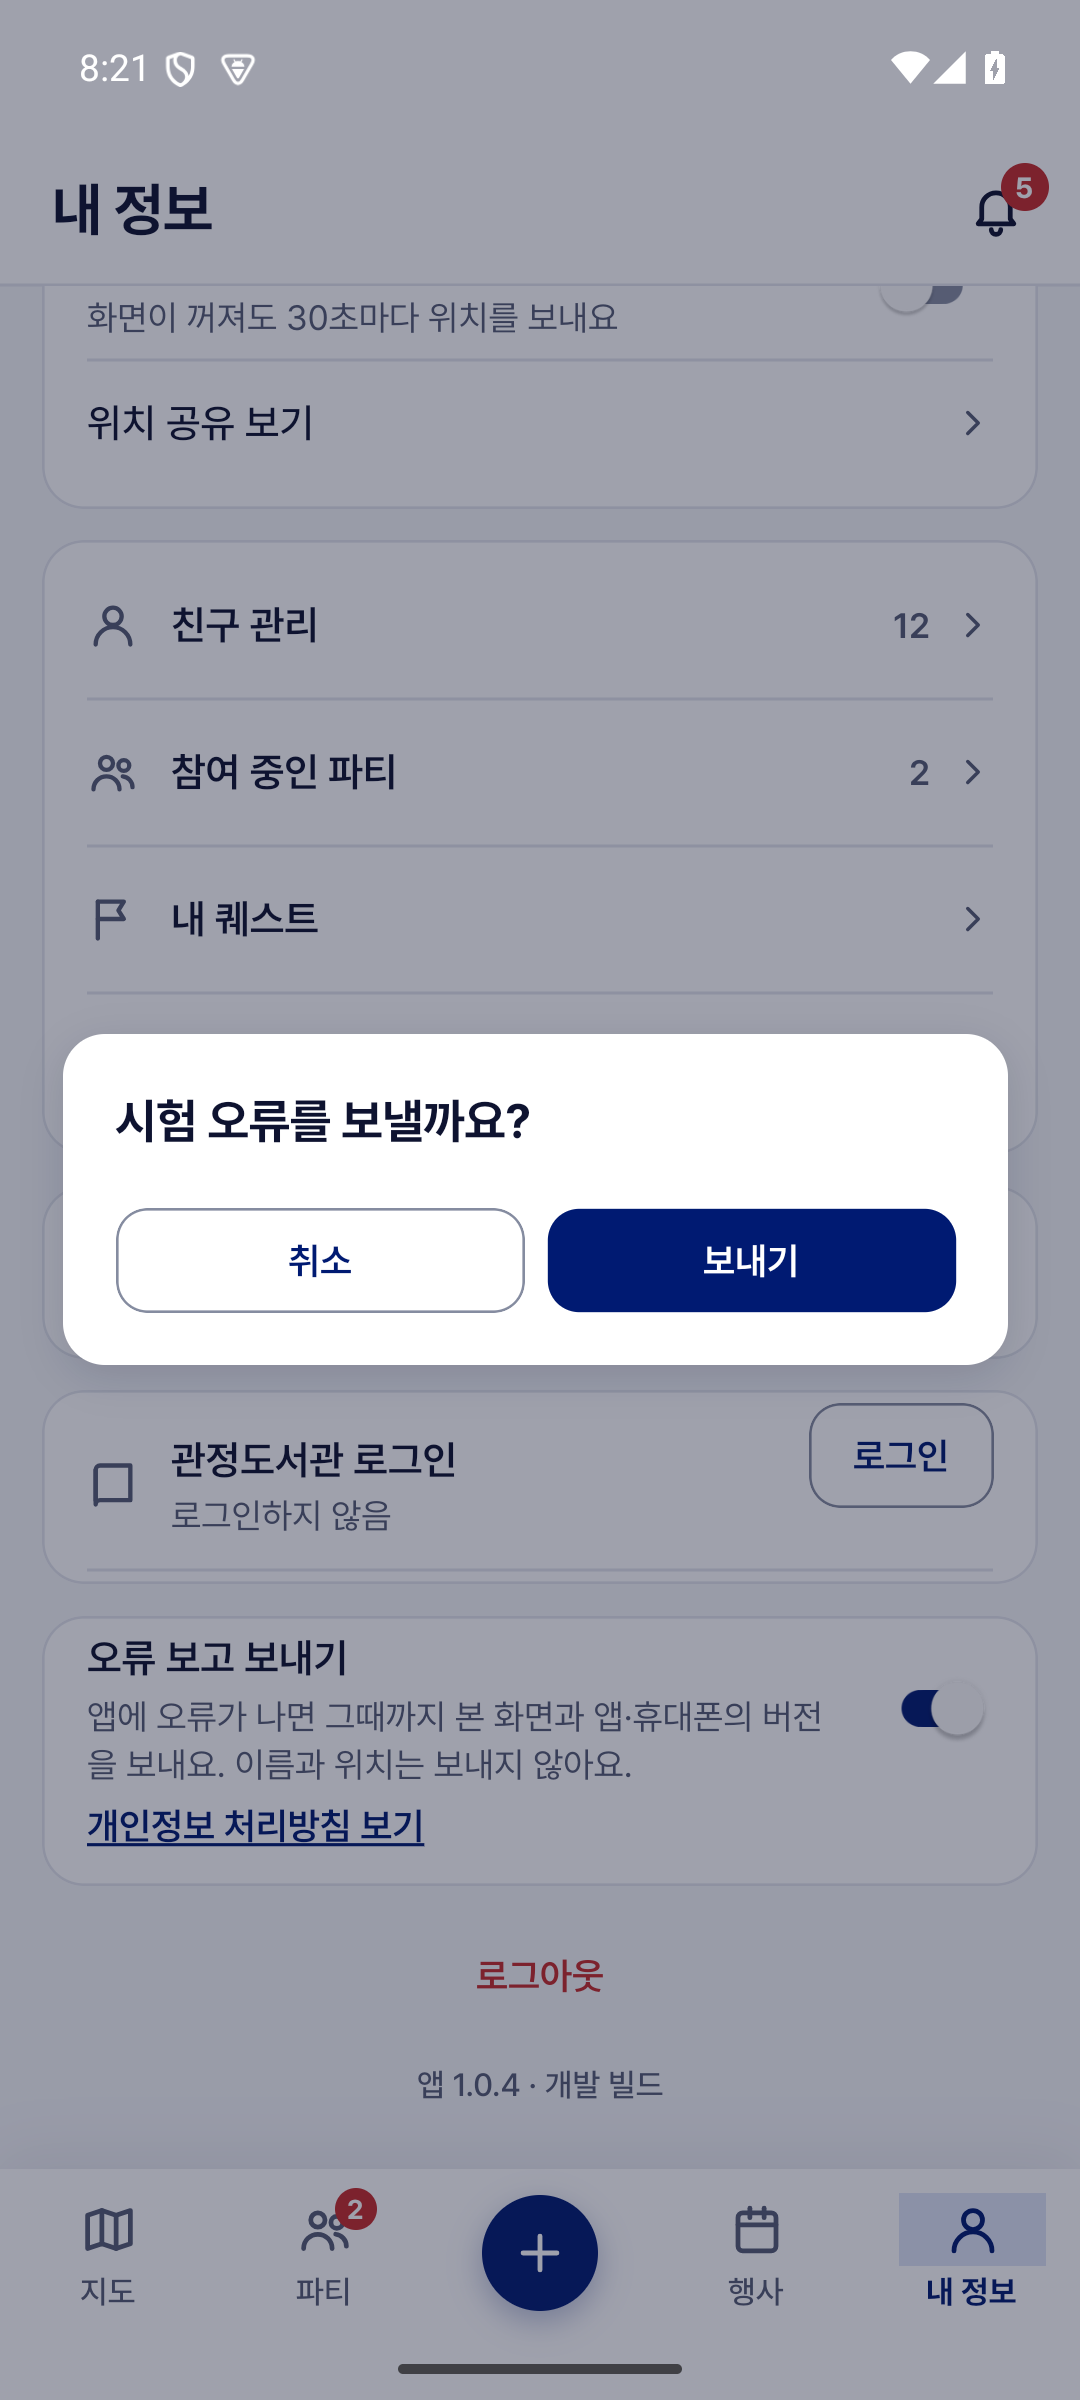 8:21
내 정보
5
화면이 꺼져도 30초마다 위치를 보내요
위치 공유 보기
친구 관리
12
참여 중인 파티
2
내 퀘스트
시험 오류를 보낼까요?
취소
보내기
관정도서관 로그인
로그인하지 않음
로그인
오류 보고 보내기
앱에 오류가 나면 그때까지 본 화면과 앱·휴대폰의 버전
을 보내요. 이름과 위치는 보내지 않아요.
개인정보 처리방침 보기
로그아웃
앱 1.0.4 · 개발 빌드
지도
2
파티
행사
내 정보